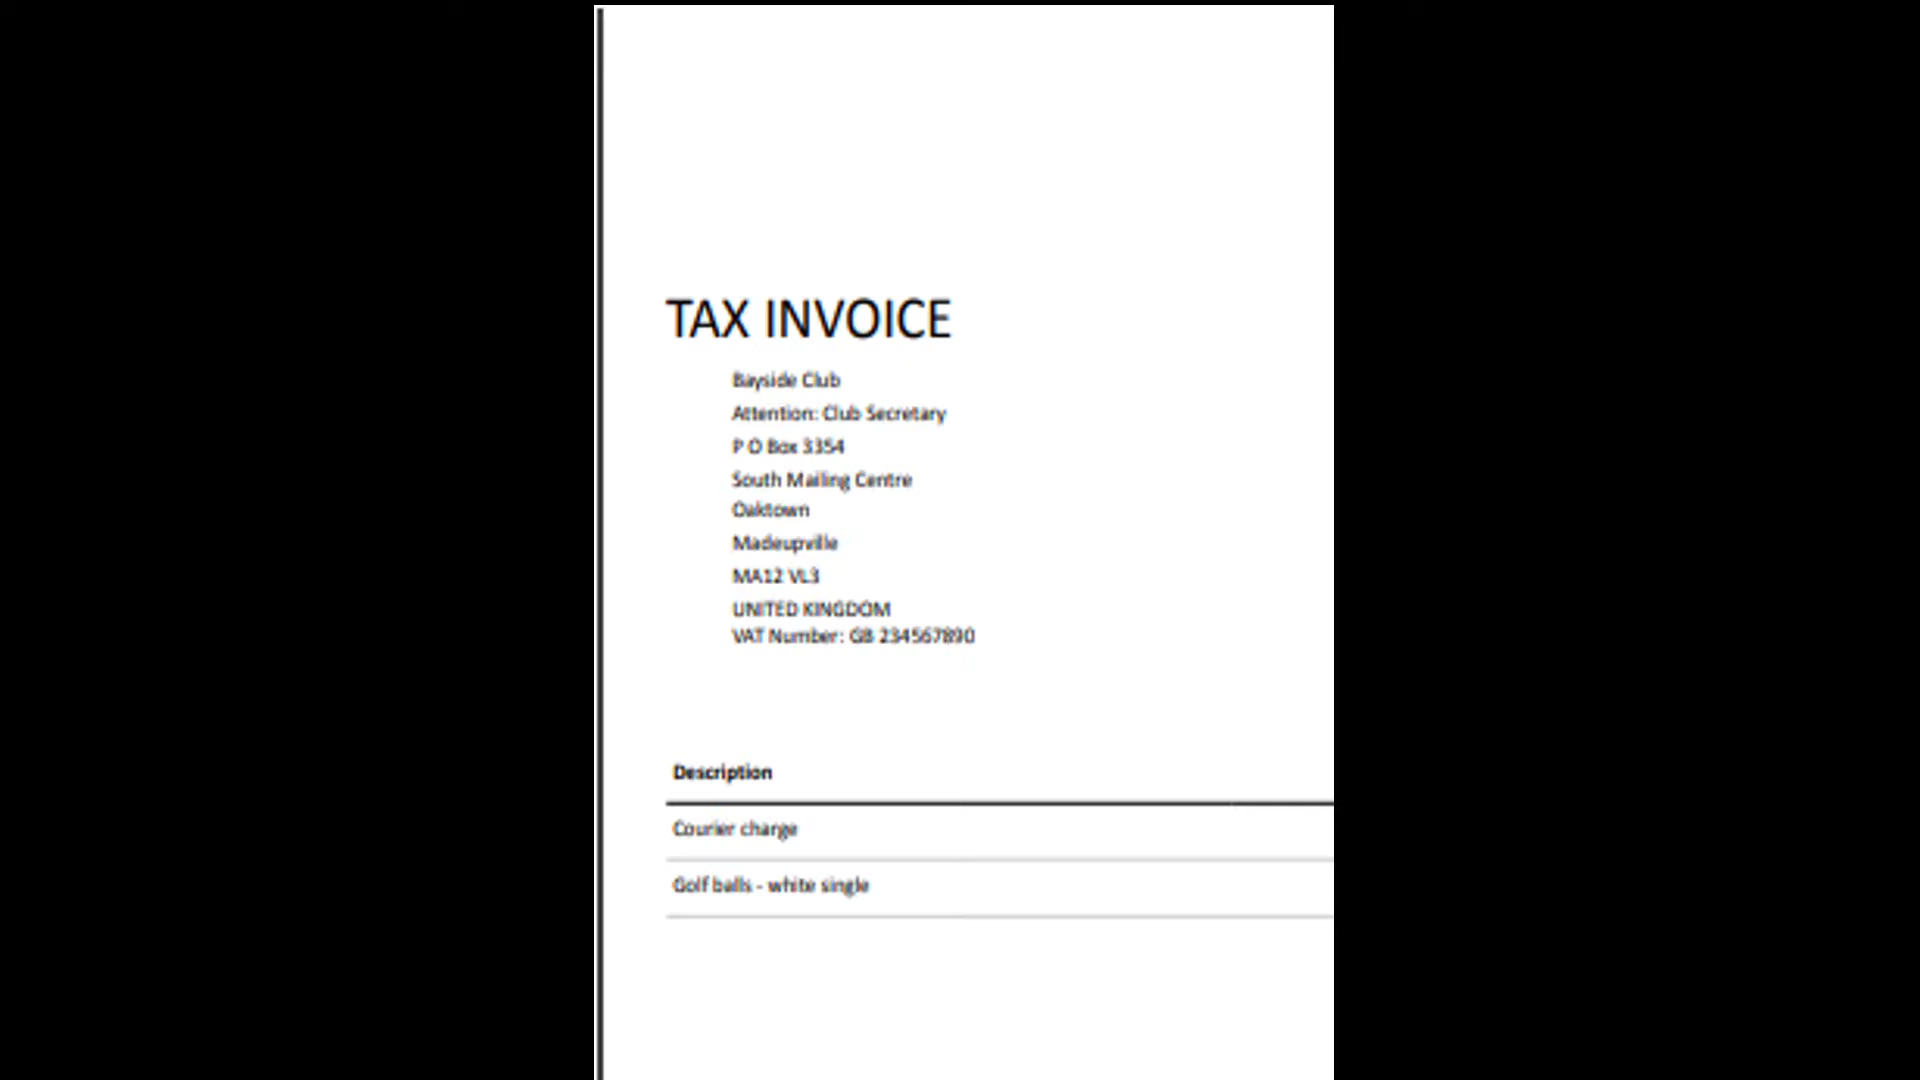 TAX INVOICE
Bayside Club
Attention: Club Secretary
P O Box 3354
South Mailing Centre
Oaktown
Madeupville
MA12 VL3
UNITED KINGDOM
VAT Number: GB 234567890
Description
Courier charge
Golf balls - white single